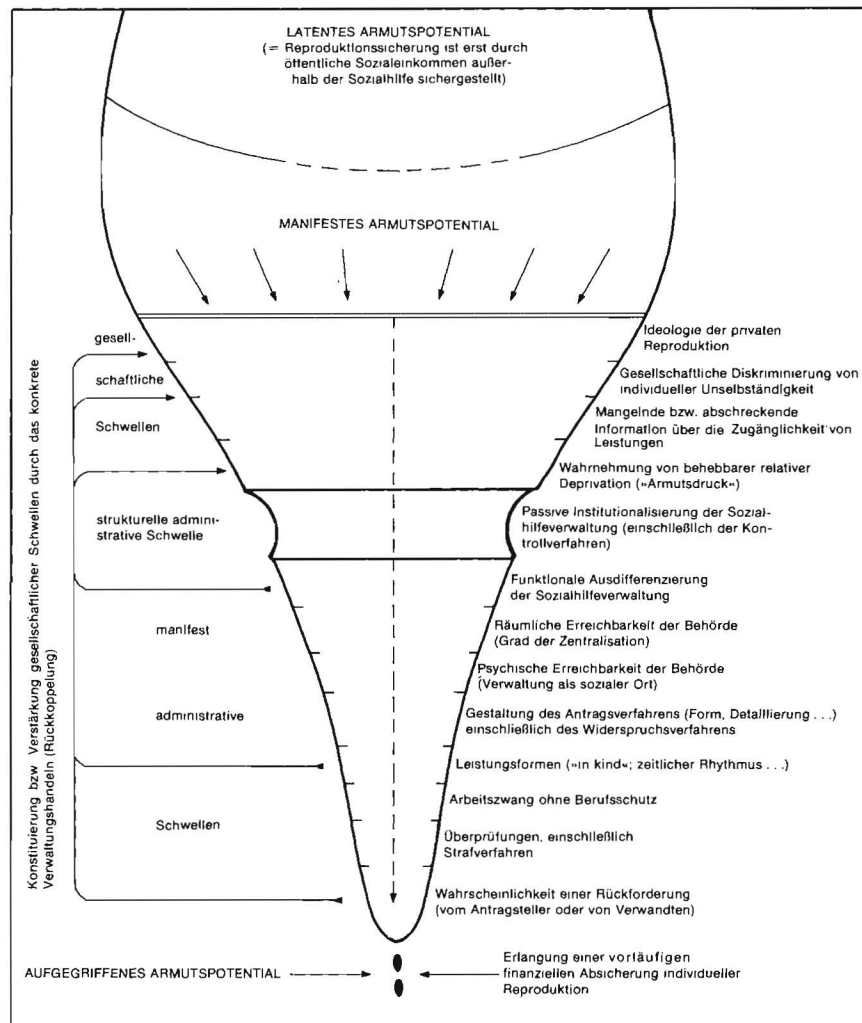 LATENTES ARMUTSPOTENTIAL
(= Reproduktionssicherung ist erst durch
öffentliche Sozialeinkommen außer-
halb der Sozialhilfe sichergestellt)
MANIFESTES ARMUTSPOTENTIAL
Konstituierung bzw Verstärkung gesellschaftlicher Schwellen durch das konkrete
Verwaltungshandeln (Rückkoppelung)
gesell-
schaftliche
Schwellen
strukturelle admini-
strative Schwelle
manifest
administrative
Schwellen
Ideologie der privaten
Reproduktion
Gesellschaftliche Diskriminierung von
individueller Unselbständigkeit
Mangelnde bzw. abschreckende
Information über die Zugänglichkeit von
Leistungen
Wahrnehmung von behebbarer relativer
Deprivation (»Armutsdruck«)
Passive Institutionalisierung der Sozial-
hilfeverwaltung (einschließlich der Kon-
trollverfahren)
Funktionale Ausdifferenzierung
der Sozialhilfeverwaltung
Räumliche Erreichbarkeit der Behörde
(Grad der Zentralisation)
Psychische Erreichbarkeit der Behörde
(Verwaltung als sozialer Ort)
Gestaltung des Antragsverfahrens (Form, Detaillierung . . .)
einschließlich des Widerspruchsverfahrens
Leistungsformen (»in kind«; zeitlicher Rhythmus . . .)
Arbeitszwang ohne Berufsschutz
Überprüfungen, einschließlich
Strafverfahren
Wahrscheinlichkeit einer Rückforderung
(vom Antragsteller oder von Verwandten)
AUFGEGRIFFENES ARMUTSPOTENTIAL
Erlangung einer vorläufigen
finanziellen Absicherung individueller
Reproduktion